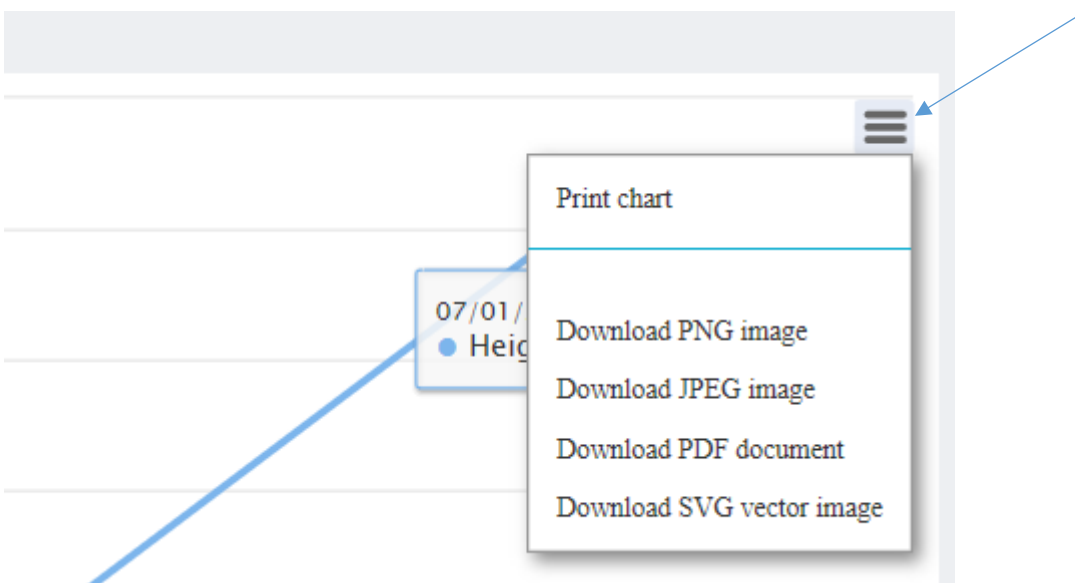 Print chart
07/01/
Heig
Download PNG image
Download JPEG image
Download PDF document
Download SVG vector image